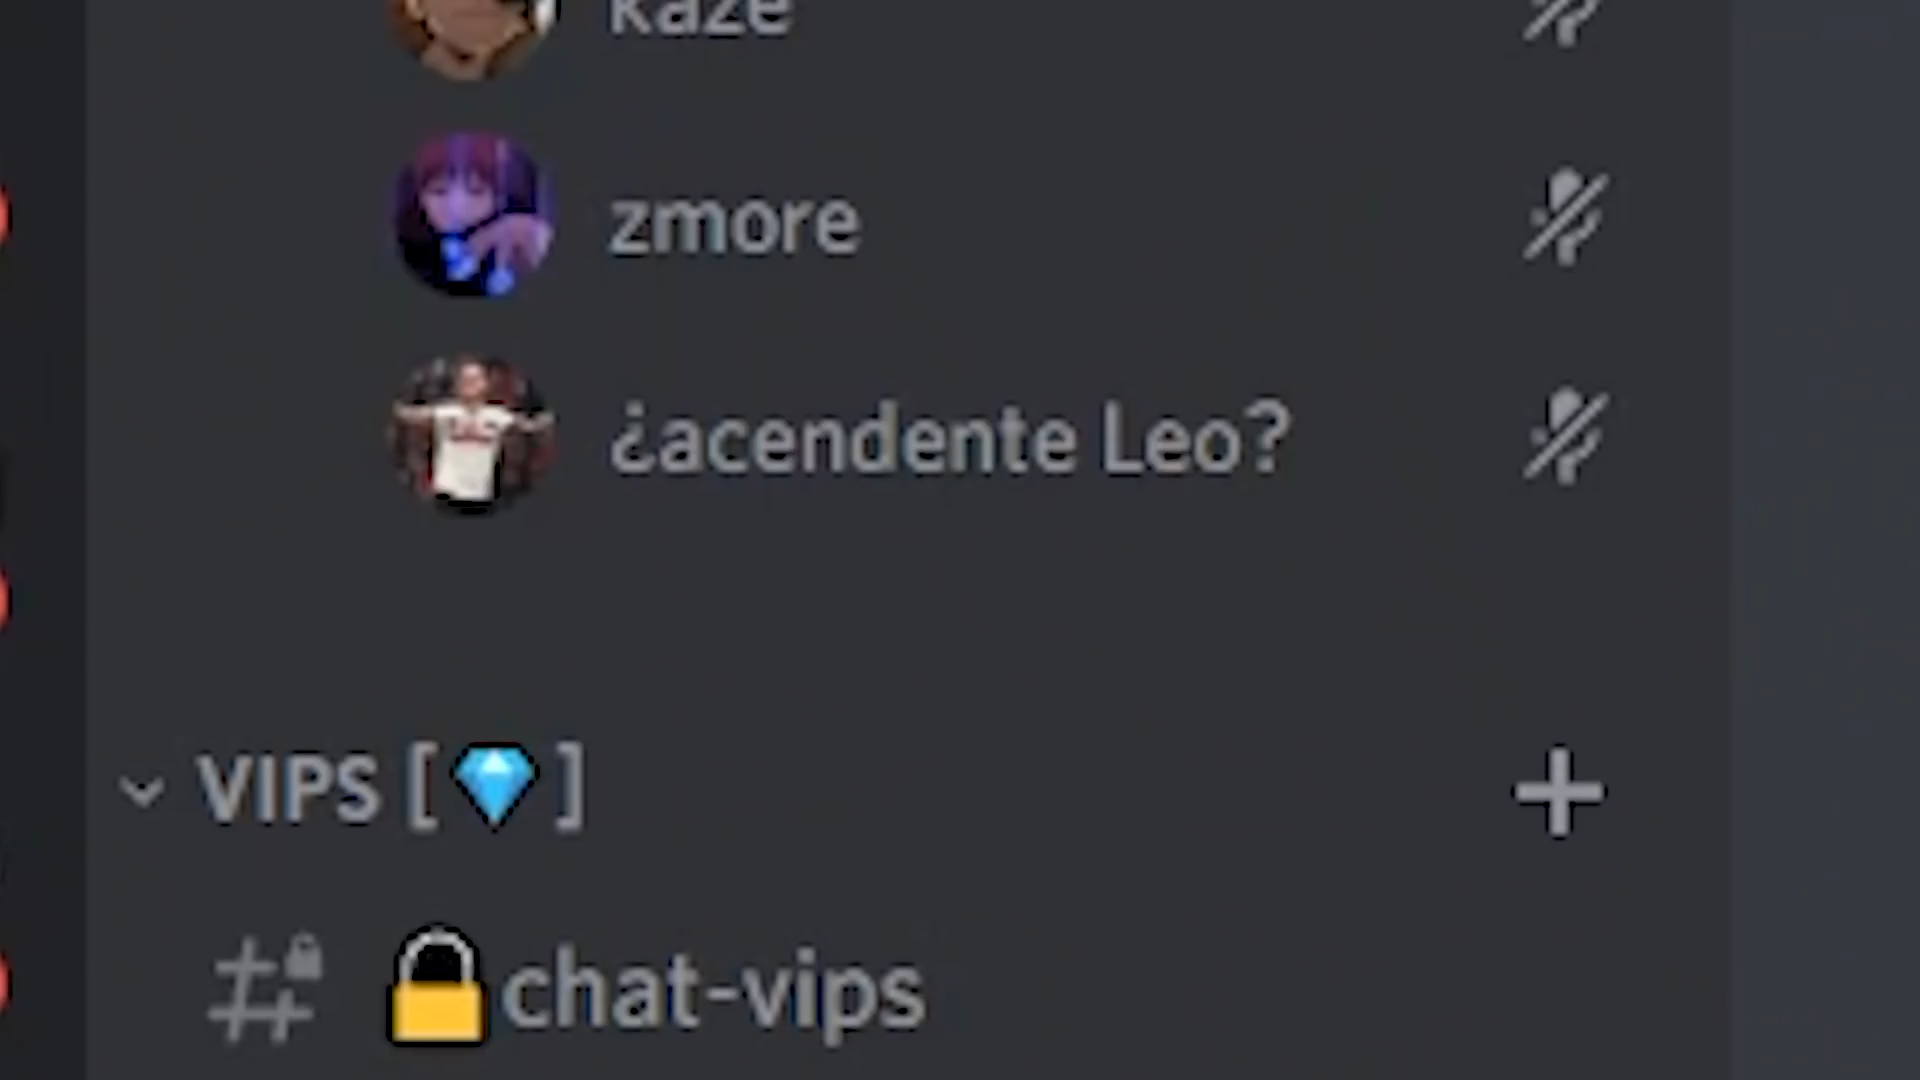 kaze
zmore
¿acendente Leo?
VIPS [💎]
🔒chat-vips